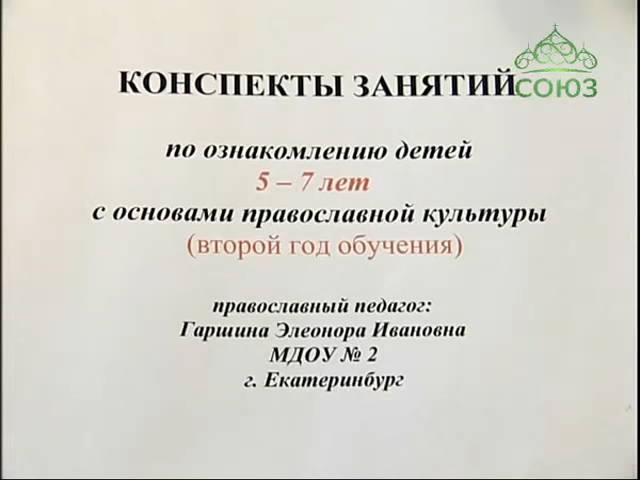 СОЮЗ
КОНСПЕКТЫ ЗАНЯТИЙ
по ознакомлению детей
5 – 7 лет
с основами православной культуры
(второй год обучения)
православный педагог:
Гаршина Элеонора Ивановна
МДОУ № 2
г. Екатеринбург